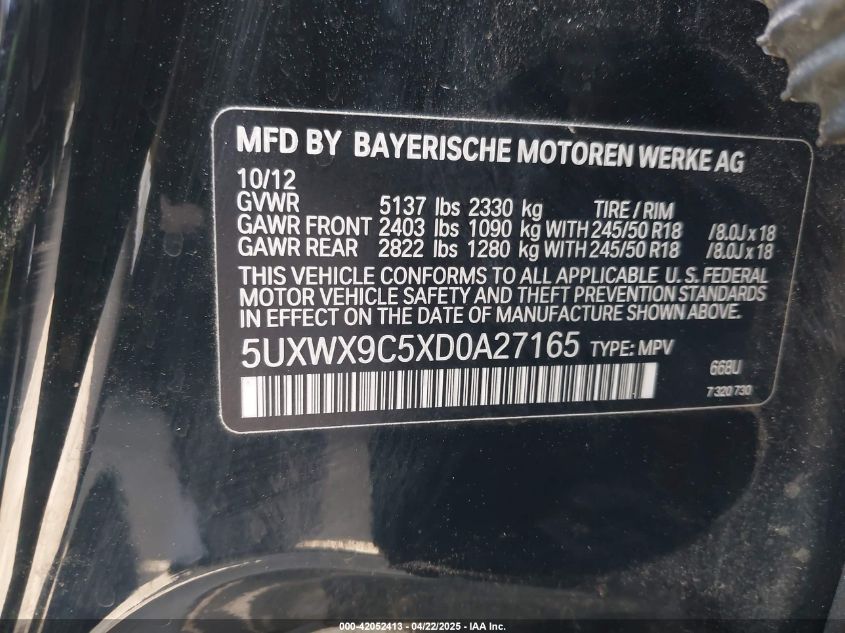 MFD BY BAYERISCHE MOTOREN WERKE AG
10/12
GVWR 5137 lbs 2330 kg TIRE / RIM
GAWR FRONT 2403 lbs 1090 kg WITH 245/50 R18 /8.0J x 18
GAWR REAR 2822 lbs 1280 kg WITH 245/50 R18 /8.0J x 18
THIS VEHICLE CONFORMS TO ALL APPLICABLE U.S. FEDERAL
MOTOR VEHICLE SAFETY AND THEFT PREVENTION STANDARDS
IN EFFECT ON THE DATE OF MANUFACTURE SHOWN ABOVE.
5UXWX9C5XD0A27165 TYPE: MPV
668U
7 320 730
000-42052413 - 04/22/2025 - IAA Inc.